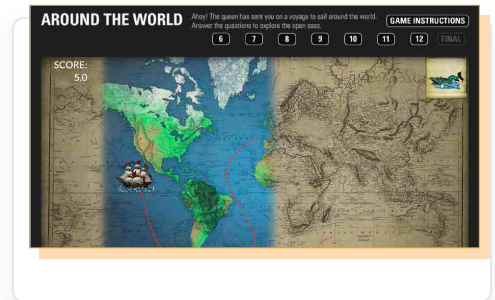 AROUND THE WORLD
Ahoy! The queen has sent you on a voyage to sail around the world.
Answer the questions to explore the open seas.
GAME INSTRUCTIONS
6 7 8 9 10 11 12 FINAL
SCORE:
5.0